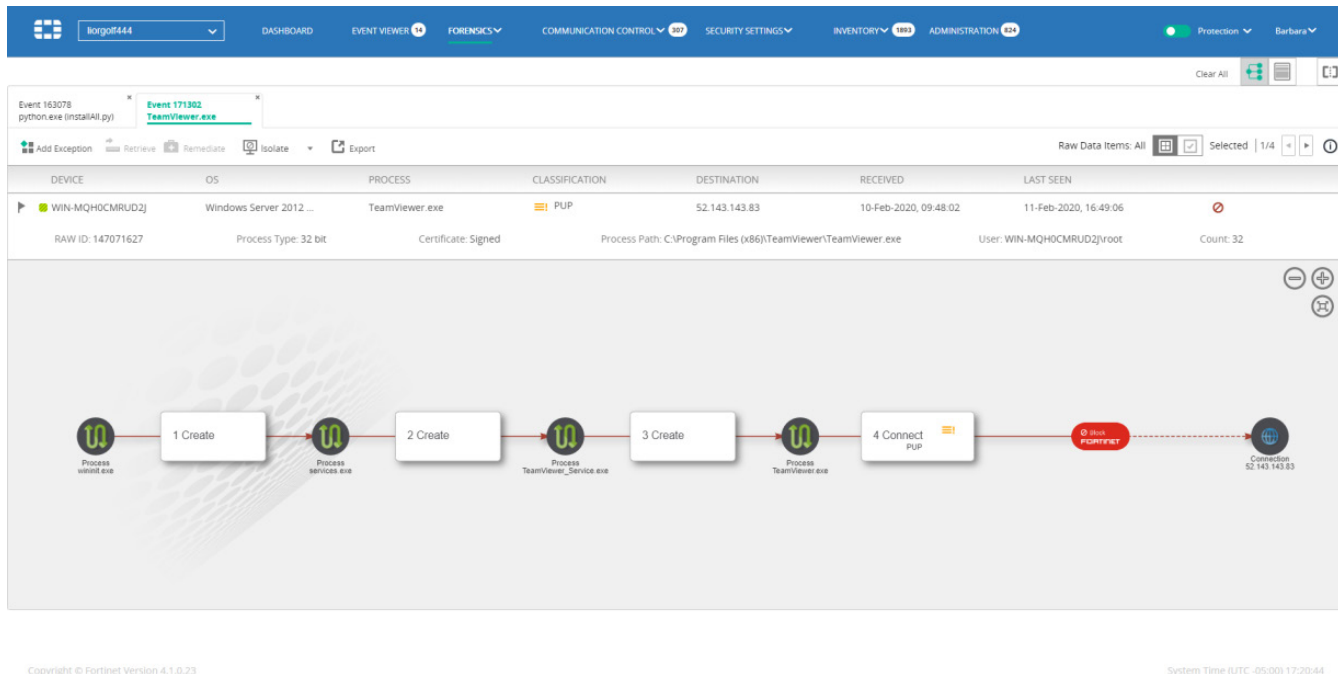 liorgolf444 DASHBOARD EVENT VIEWER 14 FORENSICS COMMUNICATION CONTROL 307 SECURITY SETTINGS INVENTORY 1893 ADMINISTRATION 824 Protection Barbara
Clear All
Event 163078
python.exe (installAll.py)
Event 171302
TeamViewer.exe
Add Exception Retrieve Remediate Isolate Export Raw Data Items: All Selected 1/4
DEVICE OS PROCESS CLASSIFICATION DESTINATION RECEIVED LAST SEEN
WIN-MQH0CMRUD2J Windows Server 2012 ... TeamViewer.exe PUP 52.143.143.83 10-Feb-2020, 09:48:02 11-Feb-2020, 16:49:06
RAW ID: 147071627 Process Type: 32 bit Certificate: Signed Process Path: C:\Program Files (x86)\TeamViewer\TeamViewer.exe User: WIN-MQH0CMRUD2J\root Count: 32
Process
wininit exe
1 Create
Process
services.exe
2 Create
Process
TeamViewer_Service.exe
3 Create
Process
TeamViewer.exe
4 Connect
PUP
Block
FORTINET
Connection
52.143.143.83
Copyright © Fortinet Version 4.1.0.23 System Time (UTC -05:00) 17:20:44